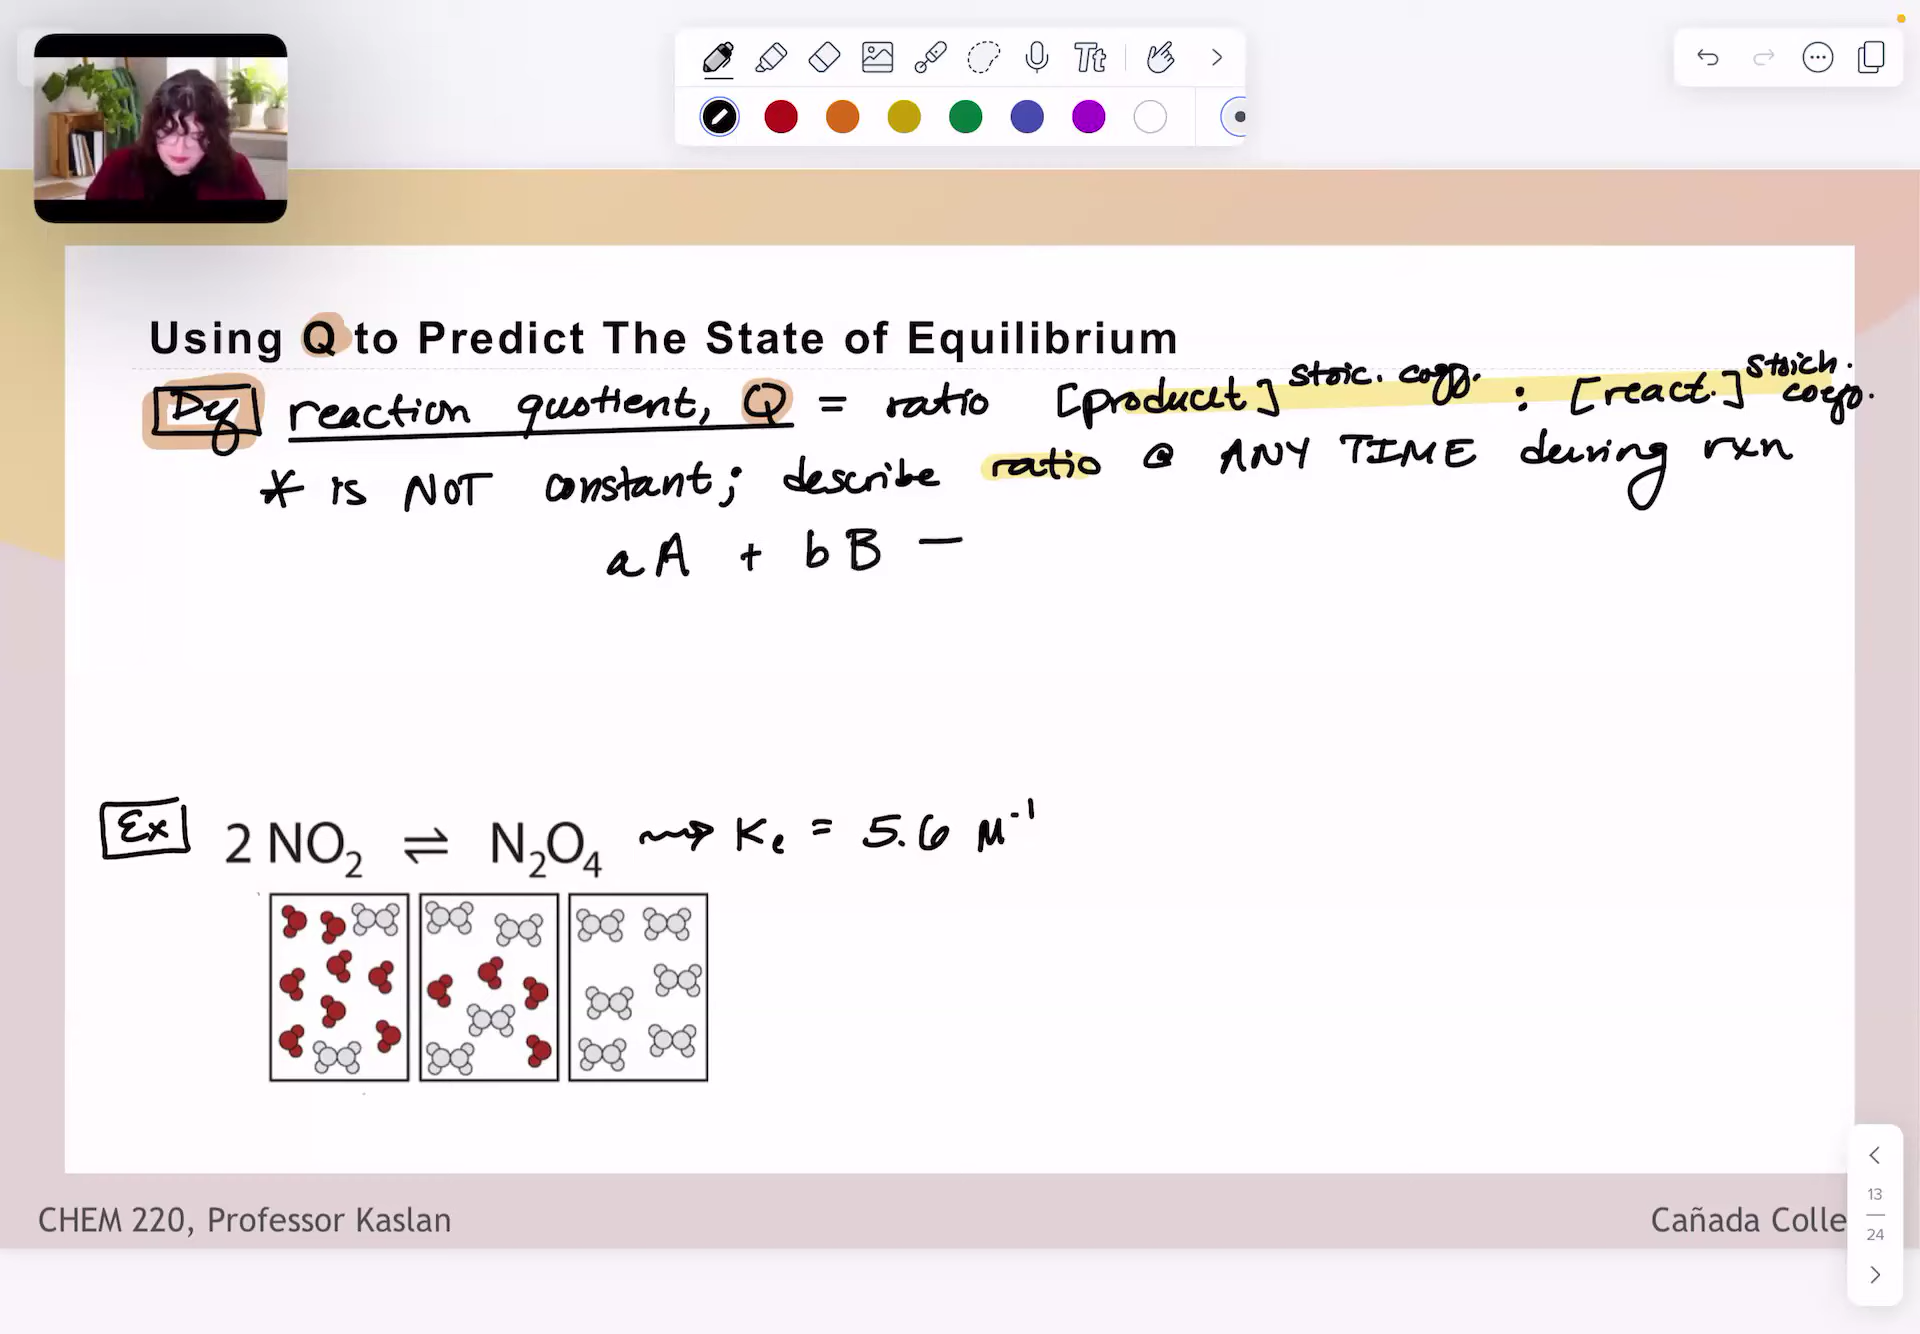 Tt
Using Q to Predict The State of Equilibrium
Def reaction quotient, Q = ratio [product]^stoic. coeff. : [react.]^stoich. coeff.
* is NOT constant; describe ratio @ ANY TIME during rxn
aA + bB —
Ex 2 NO₂ ⇌ N₂O₄ ⟿ Kc = 5.6 M⁻¹
CHEM 220, Professor Kaslan
Cañada Colle
13
24